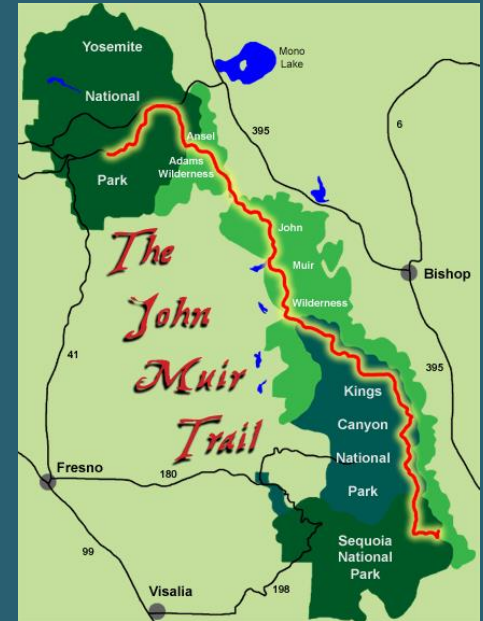 Yosemite
National
Park
Mono
Lake
395
6
Ansel
Adams
Wilderness
John
Muir
Wilderness
Bishop
The
John
Muir
Trail
41
395
Kings
Canyon
National
Park
Fresno
180
Sequoia
National
Park
99
Visalia
198